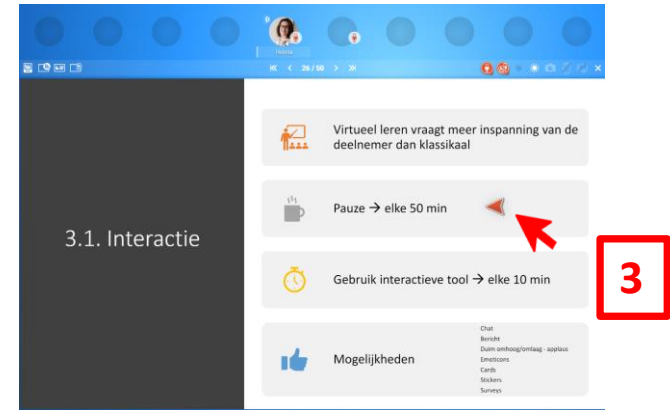 26 / 50
3.1. Interactie
Virtueel leren vraagt meer inspanning van de
deelnemer dan klassikaal
Pauze → elke 50 min
Gebruik interactieve tool → elke 10 min
Mogelijkheden
Chat
Bericht
Duim omhoog/omlaag - applaus
Emoticons
Cards
Stickers
Surveys
3